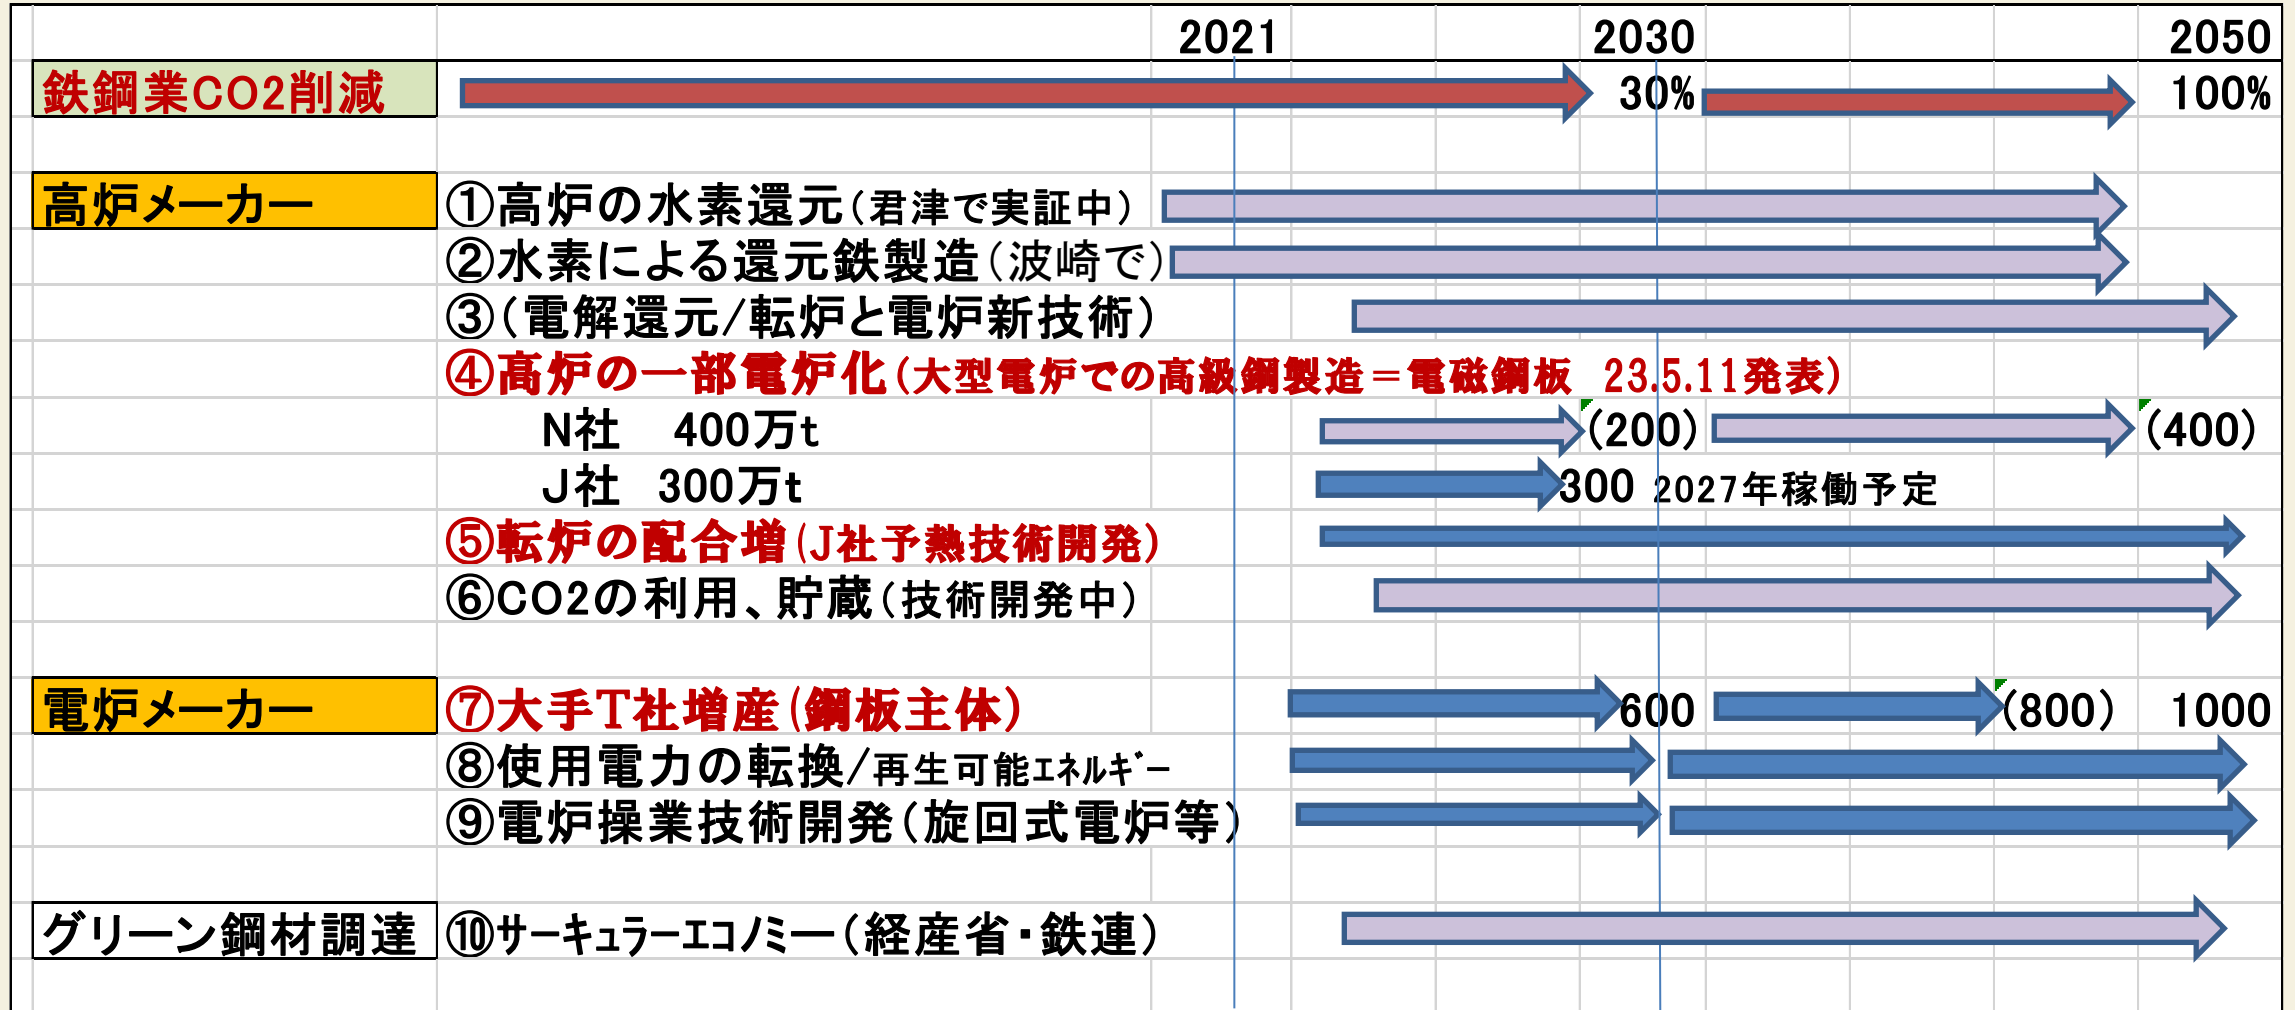 2021 2030 2050
鉄鋼業CO2削減 30% 100%
高炉メーカー ①高炉の水素還元(君津で実証中)
②水素による還元鉄製造(波崎で)
③(電解還元/転炉と電炉新技術)
④高炉の一部電炉化(大型電炉での高級鋼製造=電磁鋼板 23.5.11発表)
N社 400万t (200) (400)
J社 300万t 300 2027年稼働予定
⑤転炉の配合増(J社予熱技術開発)
⑥CO2の利用、貯蔵(技術開発中)
電炉メーカー ⑦大手T社増産(鋼板主体) 600 (800) 1000
⑧使用電力の転換/再生可能ｴﾈﾙｷﾞｰ
⑨電炉操業技術開発(旋回式電炉等)
グリーン鋼材調達 ⑩ｻｰｷｭﾗｰｴｺﾉﾐｰ(経産省・鉄連)